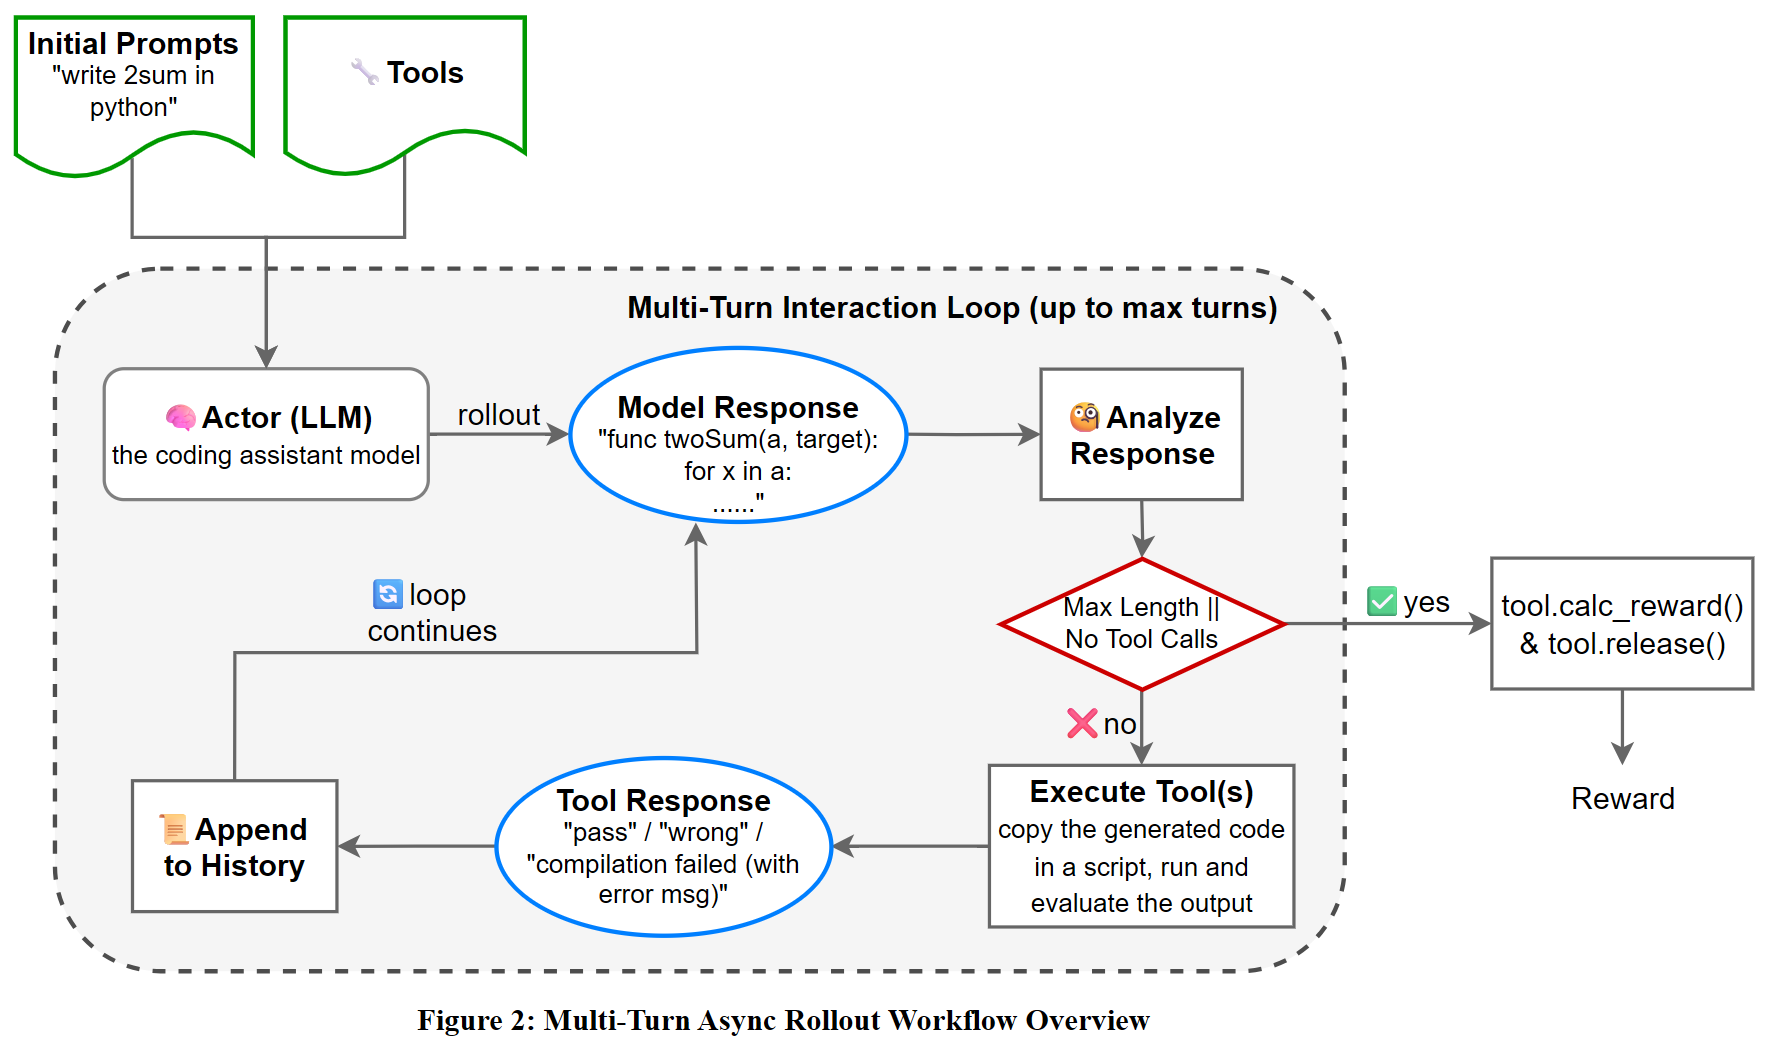 Initial Prompts
"write 2sum in
python"
Tools
Multi-Turn Interaction Loop (up to max turns)
Actor (LLM)
the coding assistant model
rollout
Model Response
"func twoSum(a, target):
for x in a:
......"
Analyze
Response
Max Length ||
No Tool Calls
yes
tool.calc_reward()
& tool.release()
Reward
no
Execute Tool(s)
copy the generated code
in a script, run and
evaluate the output
Tool Response
"pass" / "wrong" /
"compilation failed (with
error msg)"
Append
to History
loop
continues
Figure 2: Multi-Turn Async Rollout Workflow Overview